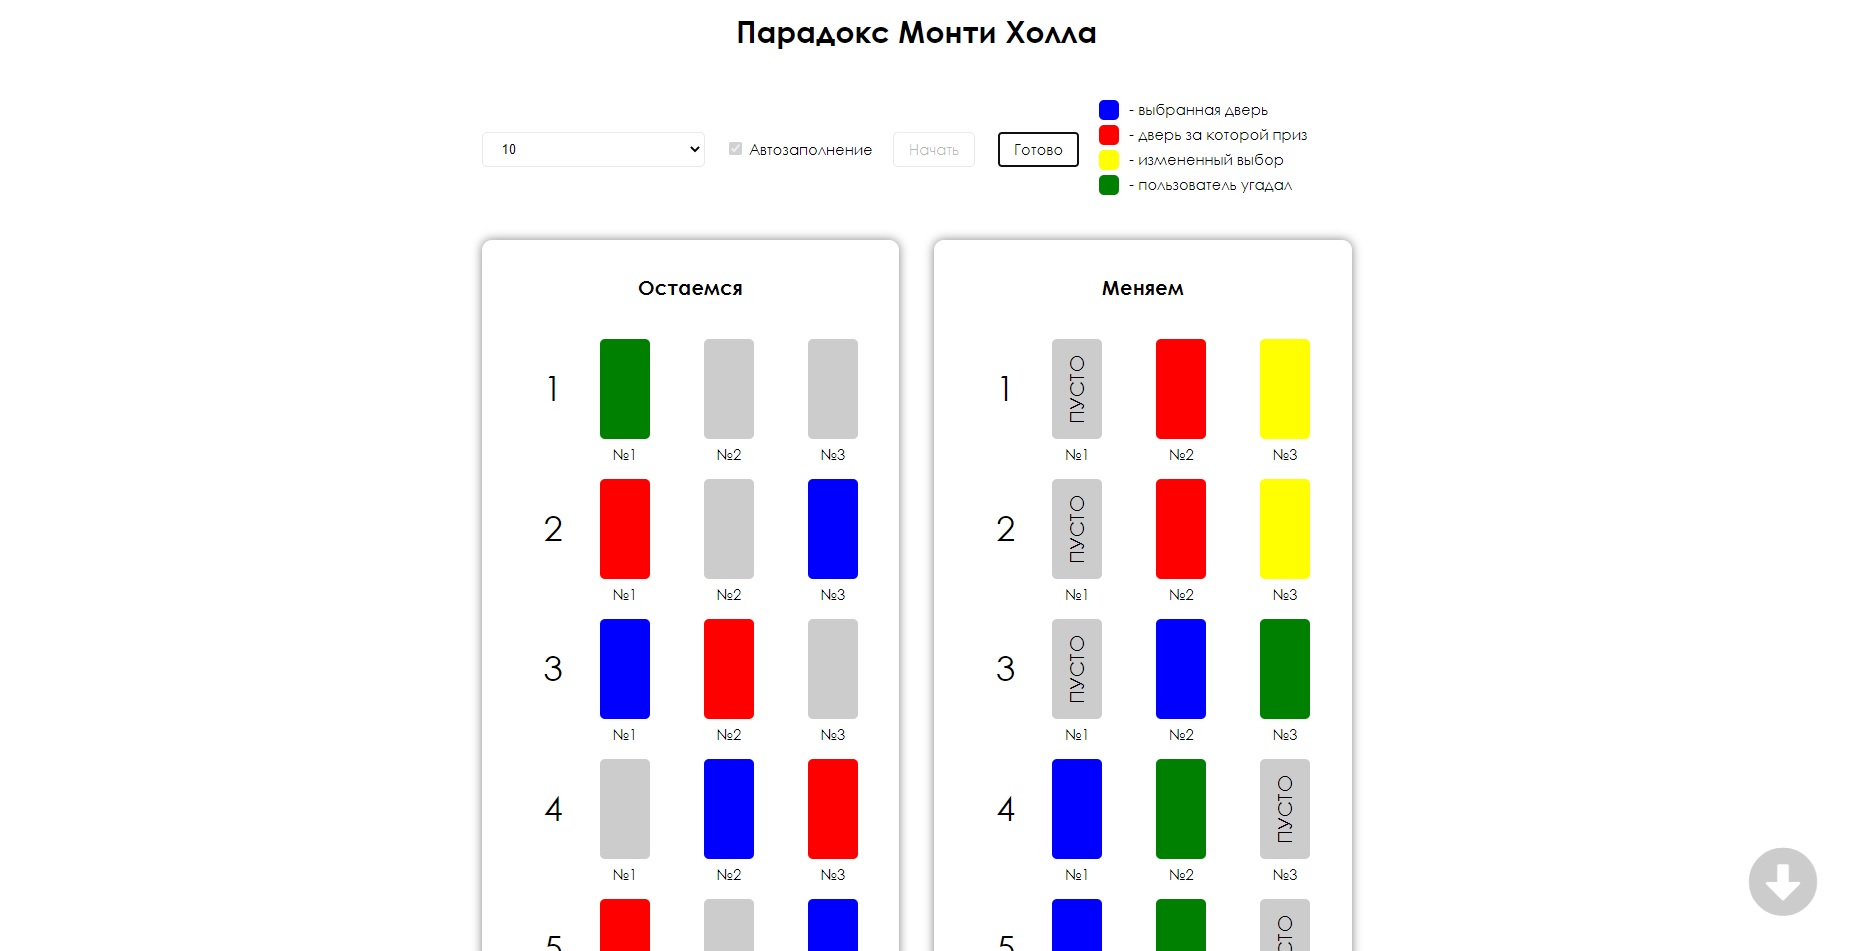 Парадокс Монти Холла
10
Автозаполнение
Начать
Готово
- выбранная дверь
- дверь за которой приз
- измененный выбор
- пользователь угадал
Остаемся
1
№1 №2 №3
2
№1 №2 №3
3
№1 №2 №3
4
№1 №2 №3
5
Меняем
1 ПУСТО
№1 №2 №3
2 ПУСТО
№1 №2 №3
3 ПУСТО
№1 №2 №3
4 ПУСТО
№1 №2 №3
5